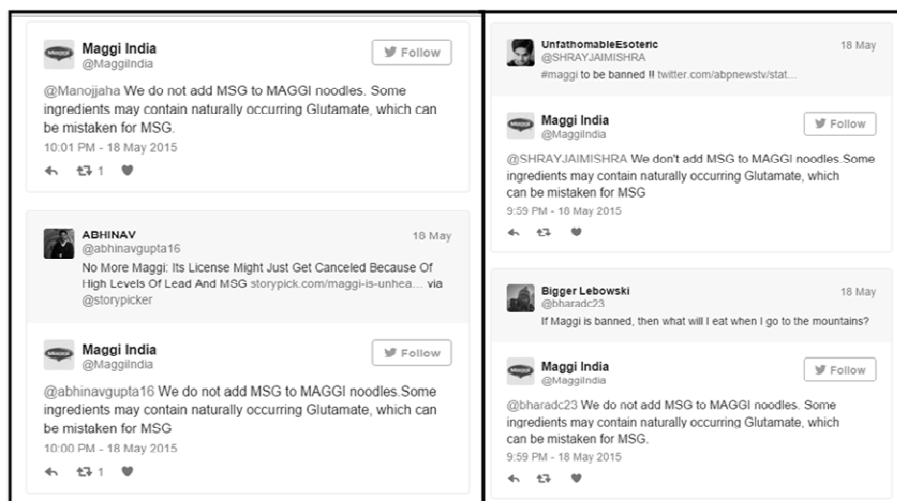 Maggi India
Follow
@MaggiIndia
@Manojjaha We do not add MSG to MAGGI noodles. Some
ingredients may contain naturally occurring Glutamate, which can
be mistaken for MSG.
10:01 PM - 18 May 2015
1
ABHINAV
18 May
@abhinavgupta16
No More Maggi: Its License Might Just Get Canceled Because Of
High Levels Of Lead And MSG storypick.com/maggi-is-unhea... via
@storypicker
Maggi India
Follow
@MaggiIndia
@abhinavgupta16 We do not add MSG to MAGGI noodles.Some
ingredients may contain naturally occurring Glutamate, which can
be mistaken for MSG
10:00 PM - 18 May 2015
1
UnfathomableEsoteric
18 May
@SHRAYJAIMISHRA
#maggi to be banned !! twitter.com/abpnewstv/stat...
Maggi India
Follow
@MaggiIndia
@SHRAYJAIMISHRA We don't add MSG to MAGGI noodles.Some
ingredients may contain naturally occurring Glutamate, which
can be mistaken for MSG
9:59 PM - 18 May 2015
Bigger Lebowski
18 May
@bharadc23
If Maggi is banned, then what will I eat when I go to the mountains?
Maggi India
Follow
@MaggiIndia
@bharadc23 We do not add MSG to MAGGI noodles. Some
ingredients may contain naturally occurring Glutamate, which
can be mistaken for MSG.
9:59 PM - 18 May 2015